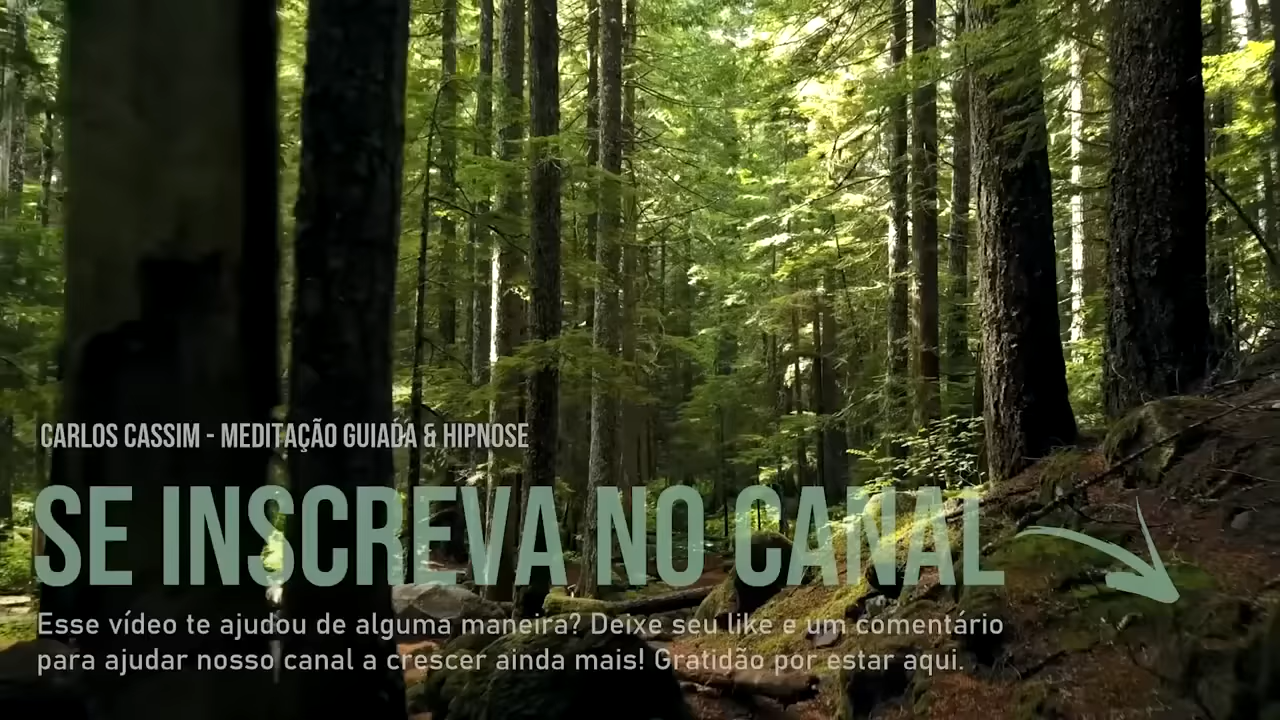 CARLOS CASSIM - MEDITAÇÃO GUIADA & HIPNOSE
SE INSCREVA NO CANAL
Esse vídeo te ajudou de alguma maneira? Deixe seu like e um comentário
para ajudar nosso canal a crescer ainda mais! Gratidão por estar aqui.